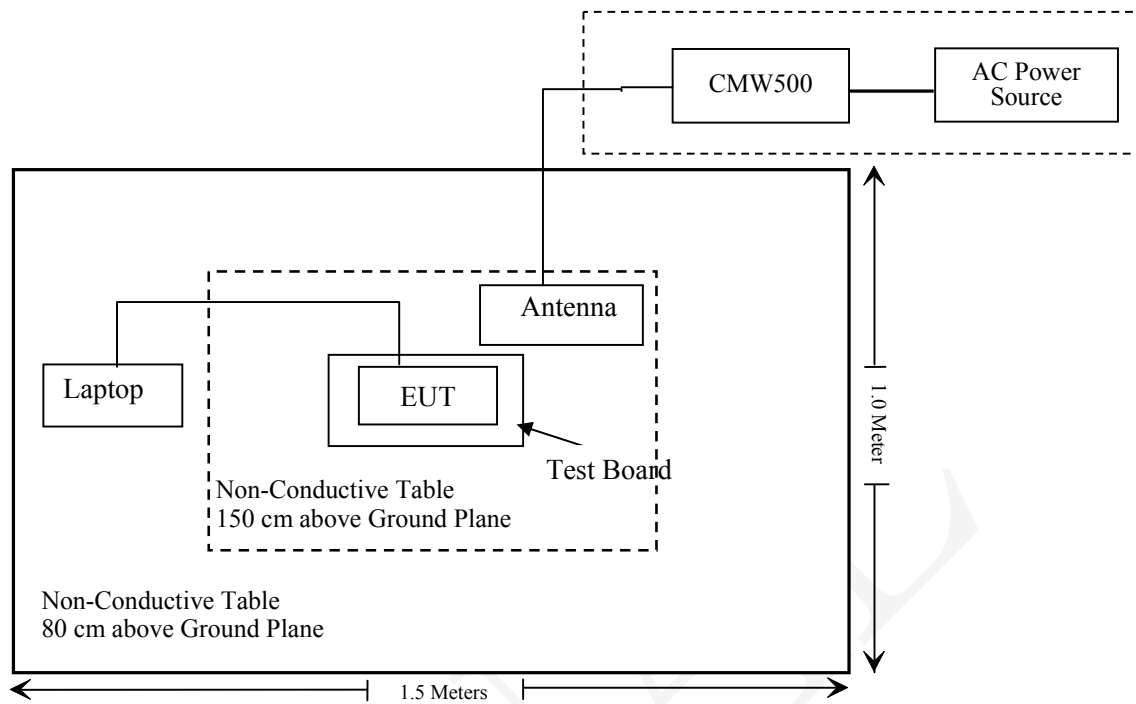 CMW500
AC Power
Source
Antenna
Laptop
EUT
Test Board
Non-Conductive Table
150 cm above Ground Plane
Non-Conductive Table
80 cm above Ground Plane
1.0 Meter
1.5 Meters